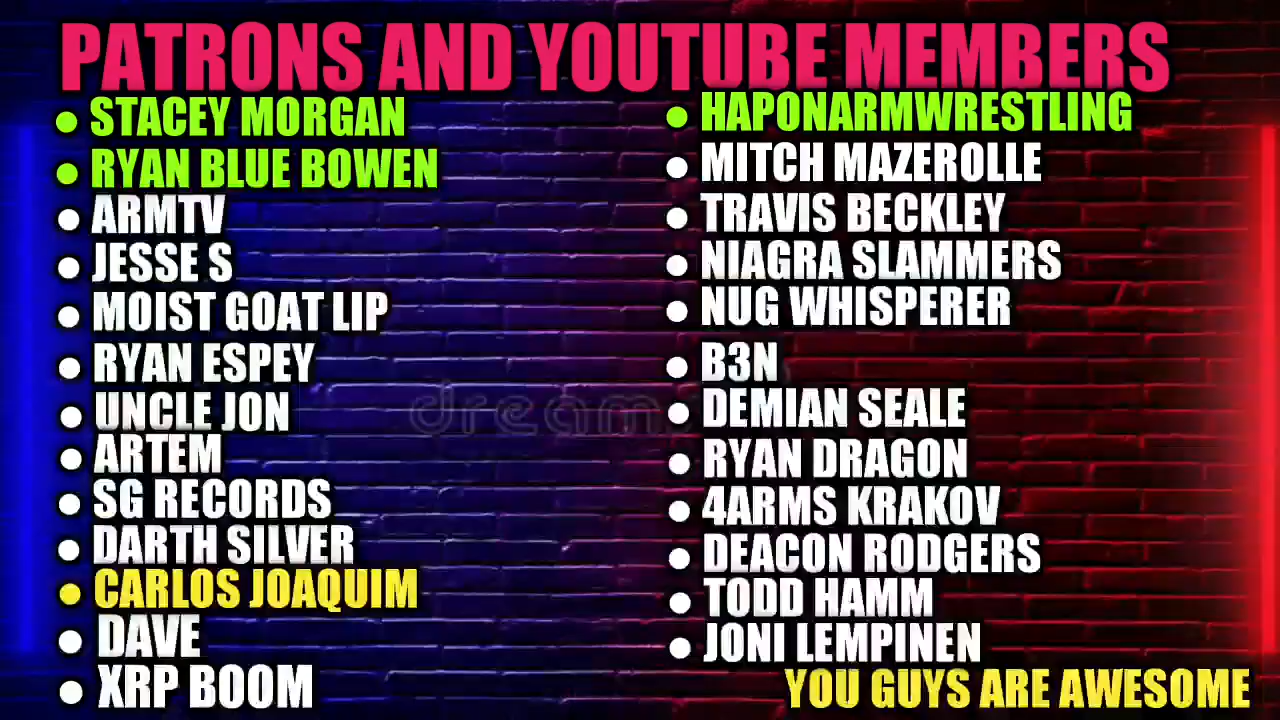 PATRONS AND YOUTUBE MEMBERS
• STACEY MORGAN
• RYAN BLUE BOWEN
• ARMTV
• JESSE S
• MOIST GOAT LIP
• RYAN ESPEY
• UNCLE JON
• ARTEM
• SG RECORDS
• DARTH SILVER
• CARLOS JOAQUIM
• DAVE
• XRP BOOM
• HAPONARMWRESTLING
• MITCH MAZEROLLE
• TRAVIS BECKLEY
• NIAGRA SLAMMERS
• NUG WHISPERER
• B3N
• DEMIAN SEALE
• RYAN DRAGON
• 4ARMS KRAKOV
• DEACON RODGERS
• TODD HAMM
• JONI LEMPINEN
YOU GUYS ARE AWESOME